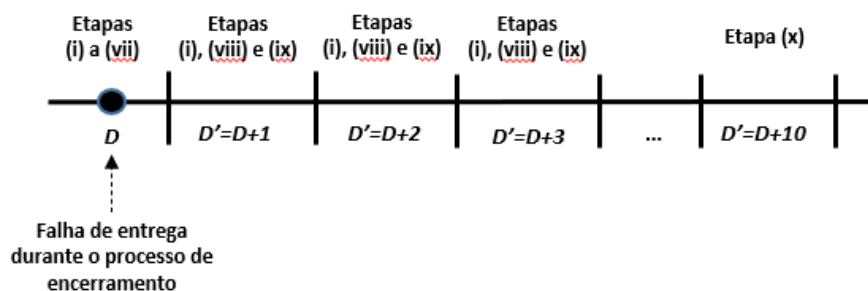 Etapas
(i) a (vii)
Etapas
(i), (viii) e (ix)
Etapas
(i), (viii) e (ix)
Etapas
(i), (viii) e (ix)
Etapa (x)
D
D'=D+1
D'=D+2
D'=D+3
...
D'=D+10
Falha de entrega
durante o processo de
encerramento